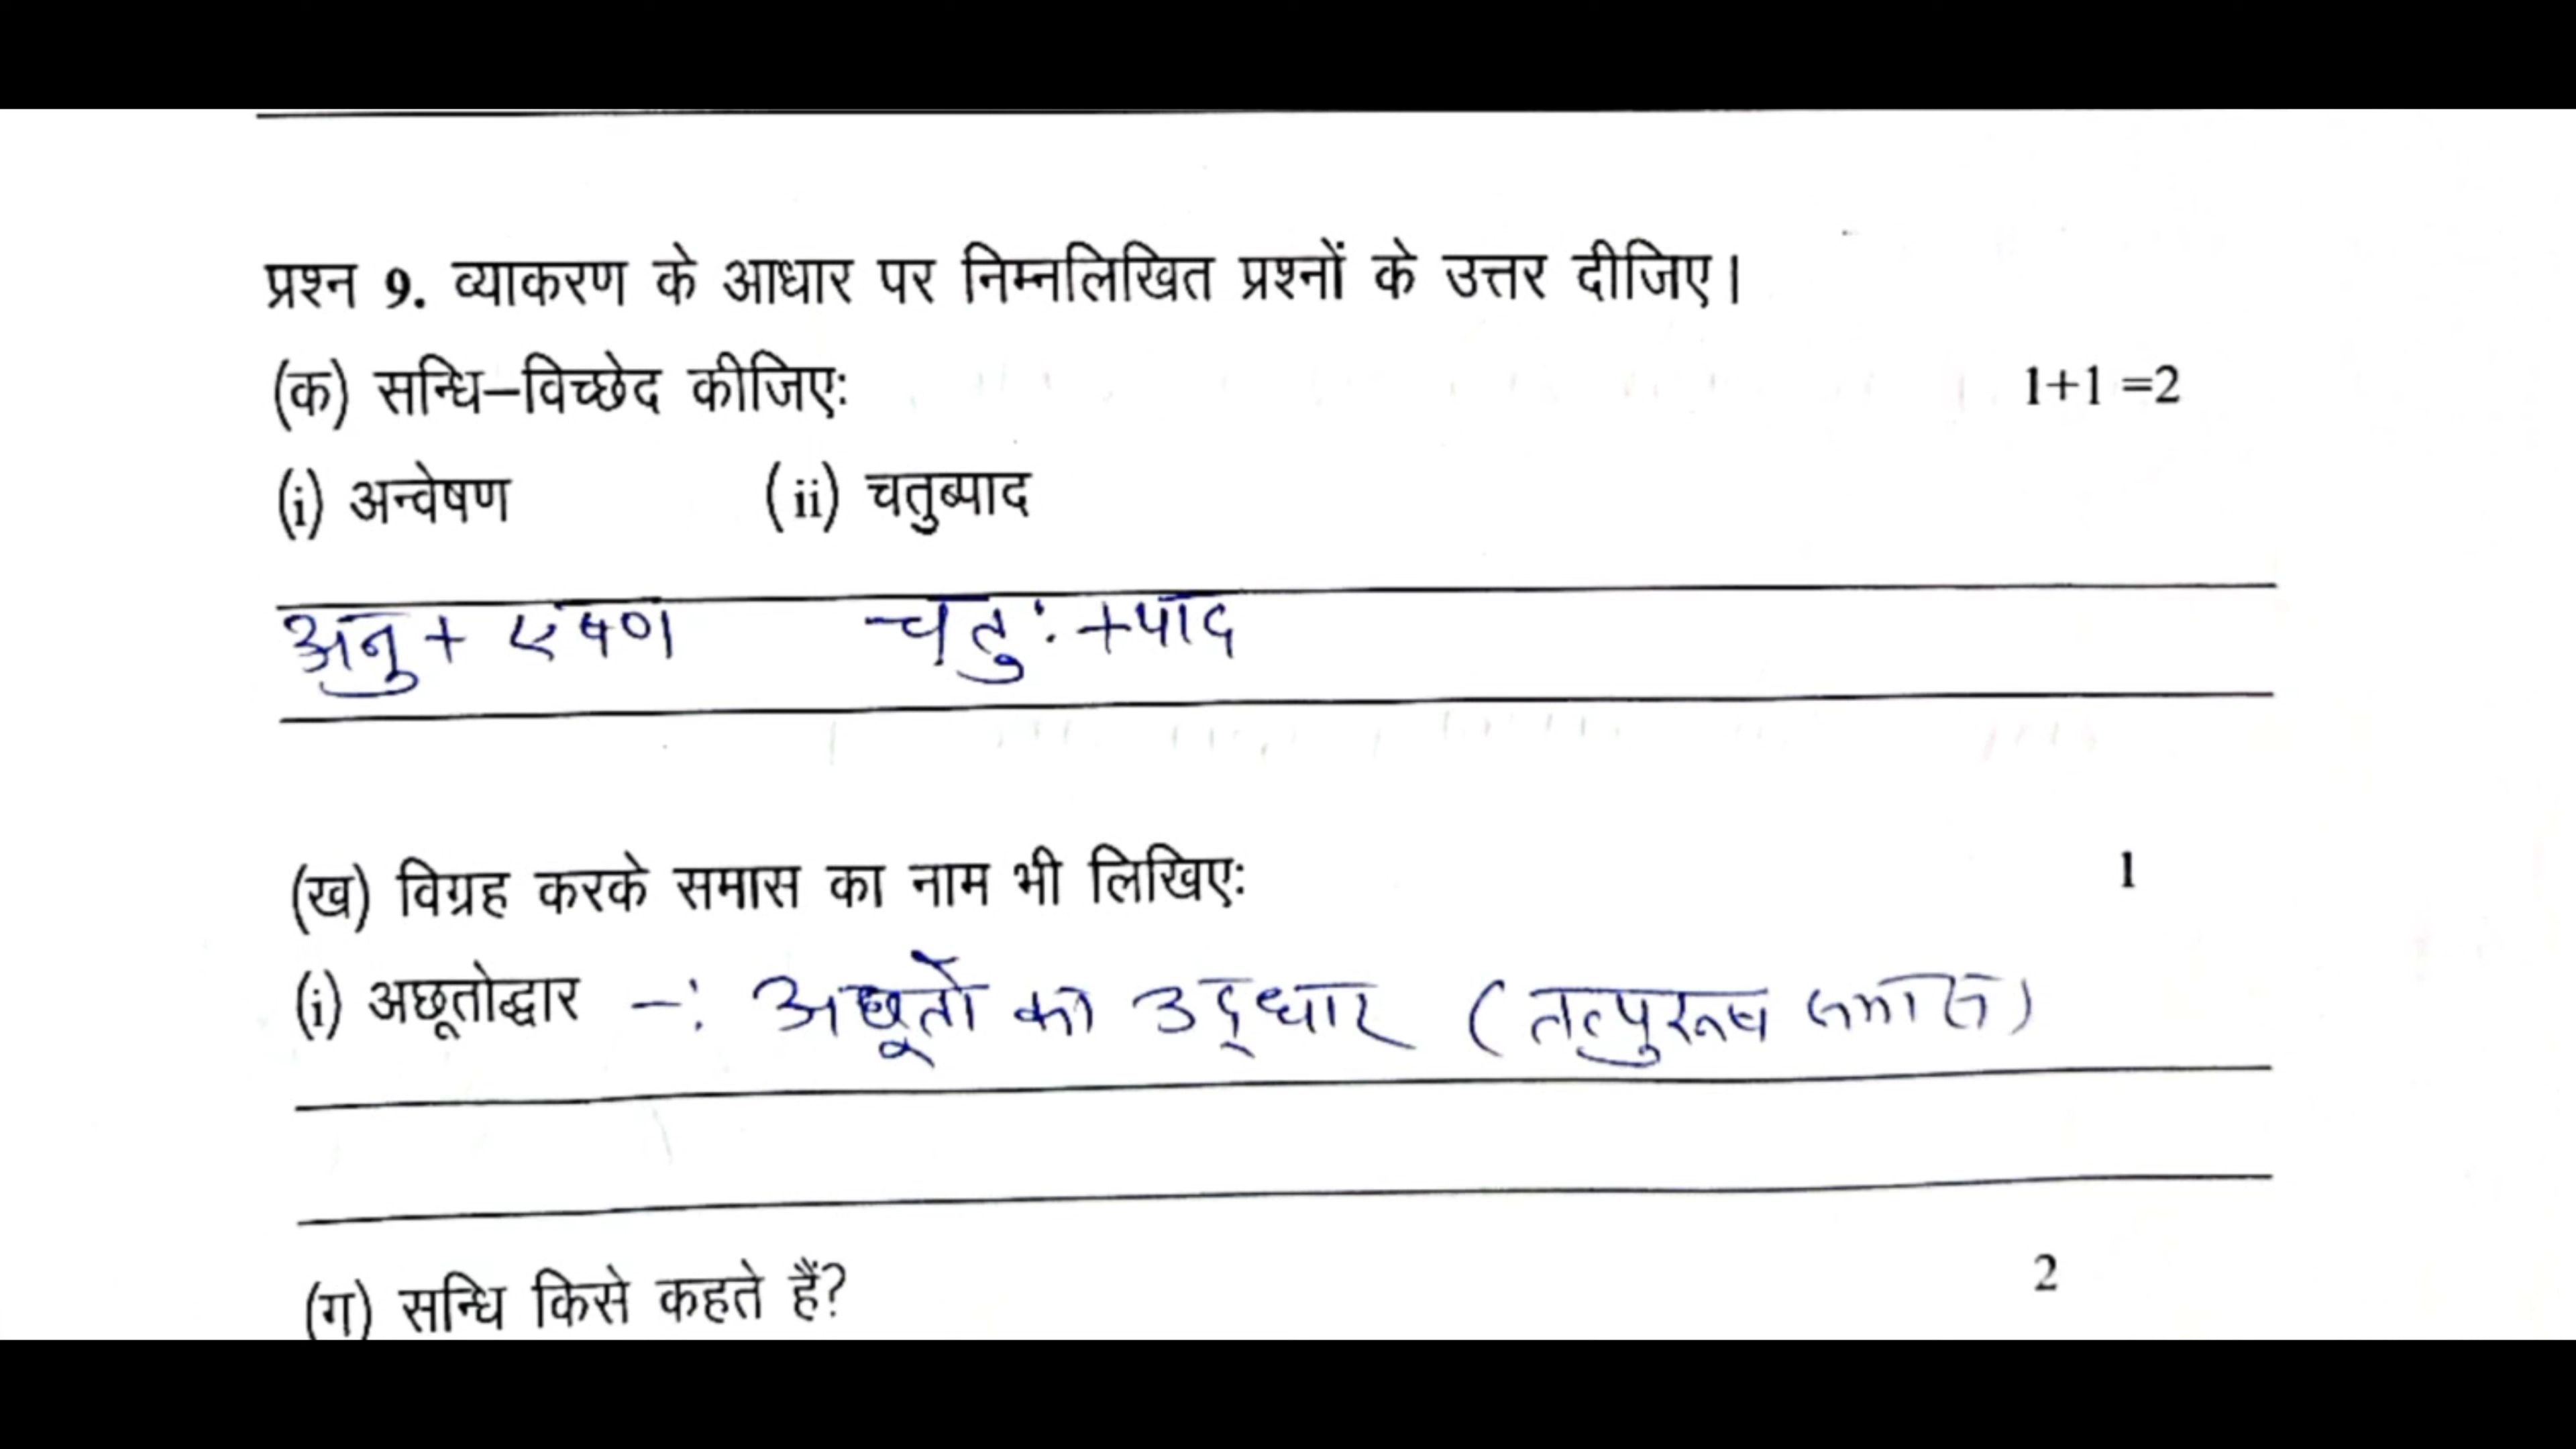 प्रश्न 9. व्याकरण के आधार पर निम्नलिखित प्रश्नों के उत्तर दीजिए।
(क) सन्धि–विच्छेद कीजिएः 1+1 =2
(i) अन्वेषण (ii) चतुब्पाद
अनु + एषण चतुः + पाद
(ख) विग्रह करके समास का नाम भी लिखिएः 1
(i) अछूतोद्धार –: अछूतों का उद्धार (तत्पुरूष समास)
(ग) सन्धि किसे कहते हैं? 2